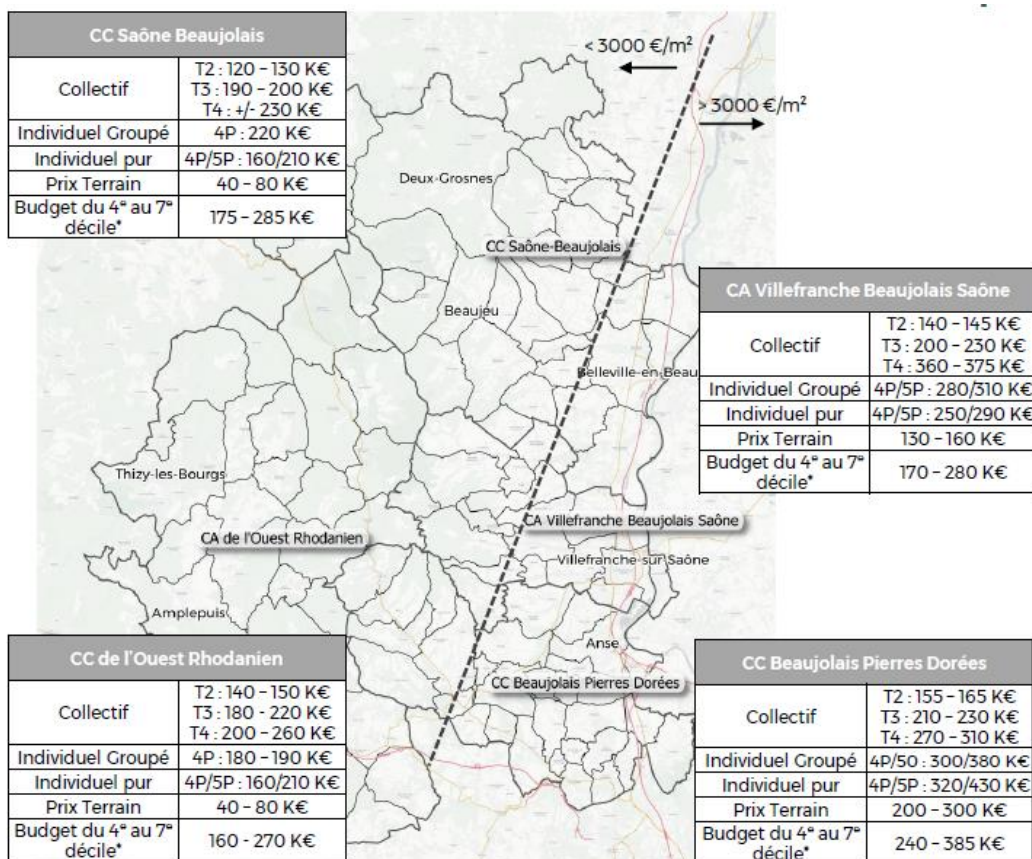 CC Saône Beaujolais
Collectif
T2 : 120 – 130 K€
T3 : 190 – 200 K€
T4 : +/- 230 K€
Individuel Groupé
4P : 220 K€
Individuel pur
4P/5P : 160/210 K€
Prix Terrain
40 – 80 K€
Budget du 4ᵉ au 7ᵉ
décile*
175 – 285 K€
< 3000 €/m²
> 3000 €/m²
Deux-Grosnes
CC Saône-Beaujolais
Beaujeu
Belleville-en-Beau
CA Villefranche Beaujolais Saône
Collectif
T2 : 140 – 145 K€
T3 : 200 – 230 K€
T4 : 360 – 375 K€
Individuel Groupé
4P/5P : 280/310 K€
Individuel pur
4P/5P : 250/290 K€
Prix Terrain
130 – 160 K€
Budget du 4ᵉ au 7ᵉ
décile*
170 – 280 K€
Thizy-les-Bourgs
CA Villefranche Beaujolais Saône
CA de l'Ouest Rhodanien
Villefranche-sur-Saône
Amplepuis
Anse
CC Beaujolais Pierres Dorées
CC de l'Ouest Rhodanien
Collectif
T2 : 140 – 150 K€
T3 : 180 - 220 K€
T4 : 200 – 260 K€
Individuel Groupé
4P : 180 – 190 K€
Individuel pur
4P/5P : 160/210 K€
Prix Terrain
40 – 80 K€
Budget du 4ᵉ au 7ᵉ
décile*
160 - 270 K€
CC Beaujolais Pierres Dorées
Collectif
T2 : 155 – 165 K€
T3 : 210 – 230 K€
T4 : 270 – 310 K€
Individuel Groupé
4P/50 : 300/380 K€
Individuel pur
4P/5P : 320/430 K€
Prix Terrain
200 – 300 K€
Budget du 4ᵉ au 7ᵉ
décile*
240 – 385 K€